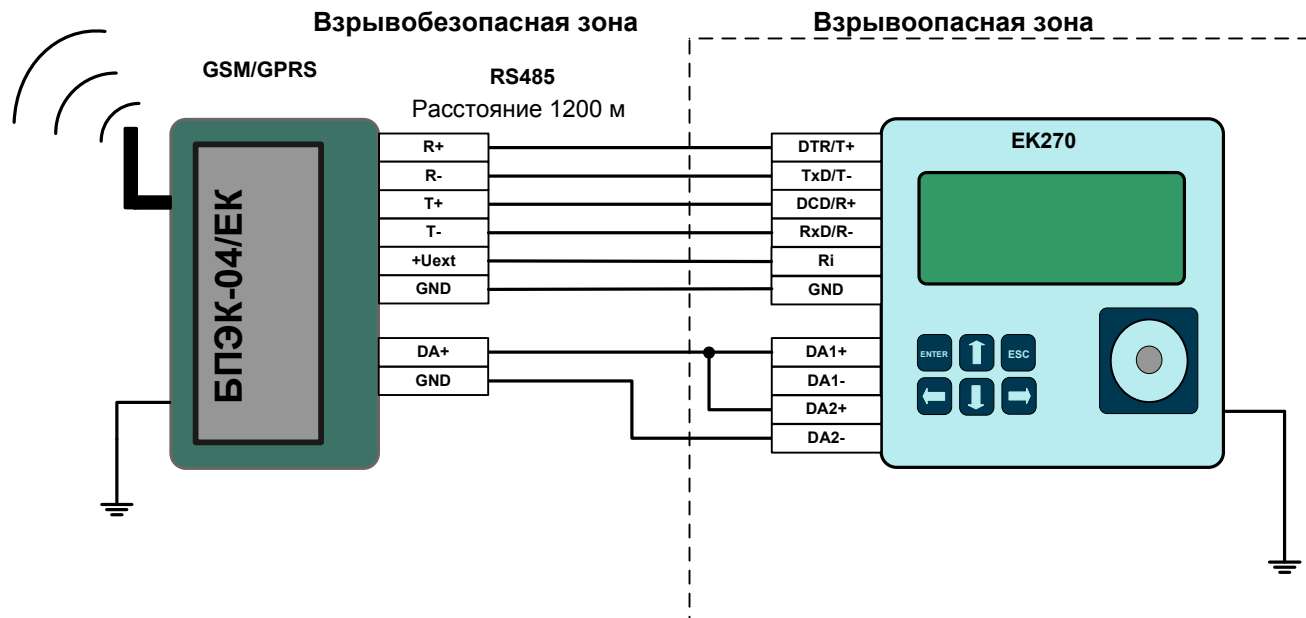 Взрывобезопасная зона
Взрывоопасная зона
GSM/GPRS
RS485
Расстояние 1200 м
БПЭК-04/ЕК
R+
R-
T+
T-
+Uext
GND
DA+
GND
DTR/T+
TxD/T-
DCD/R+
RxD/R-
Ri
GND
DA1+
DA1-
DA2+
DA2-
EK270
ENTER
ESC